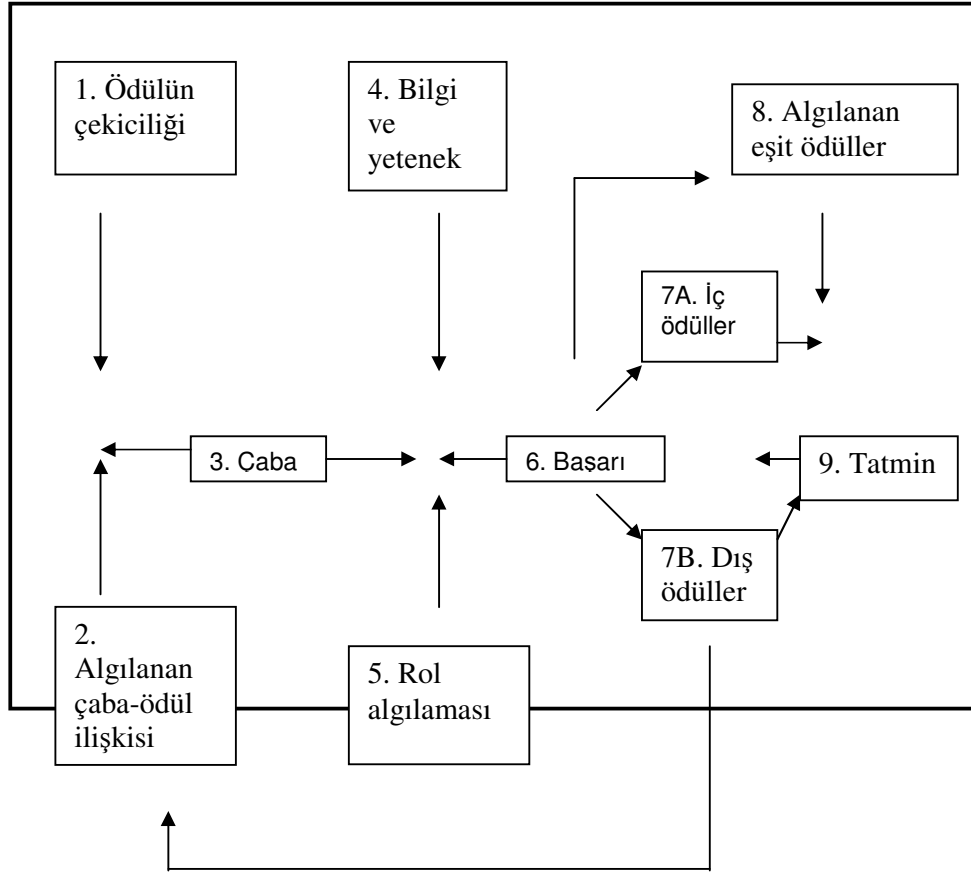 1. Ödülün
çekiciliği
4. Bilgi
ve
yetenek
8. Algılanan
eşit ödüller
7A. İç
ödüller
3. Çaba
6. Başarı
9. Tatmin
7B. Dış
ödüller
2.
Algılanan
çaba-ödül
ilişkisi
5. Rol
algılaması